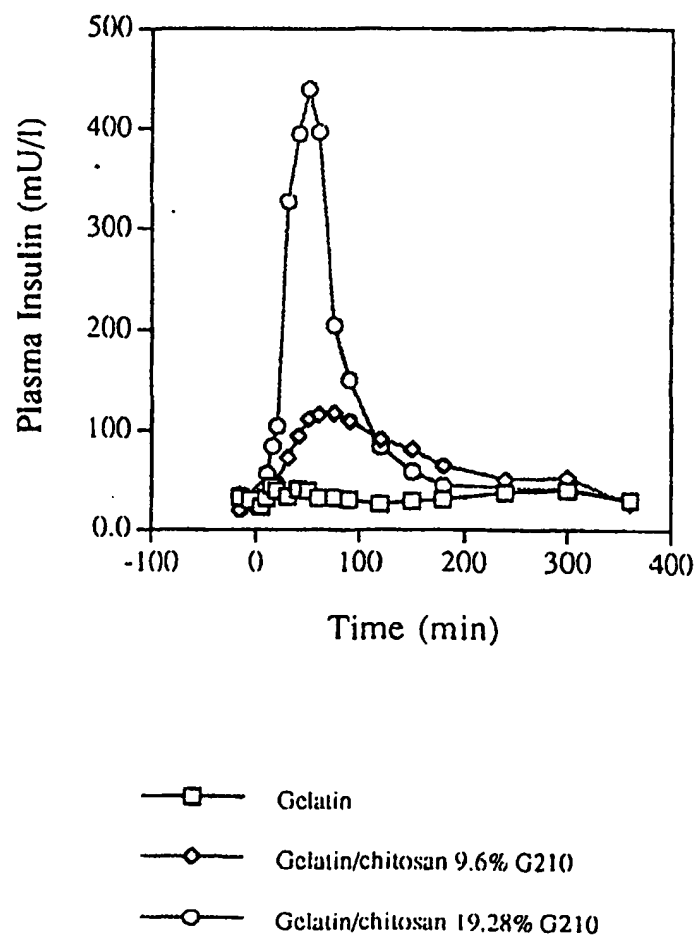 500
400
300
200
100
0.0
Plasma Insulin (mU/l)
-100 0 100 200 300 400
Time (min)
Gelatin
Gelatin/chitosan 9.6% G210
Gelatin/chitosan 19.28% G210